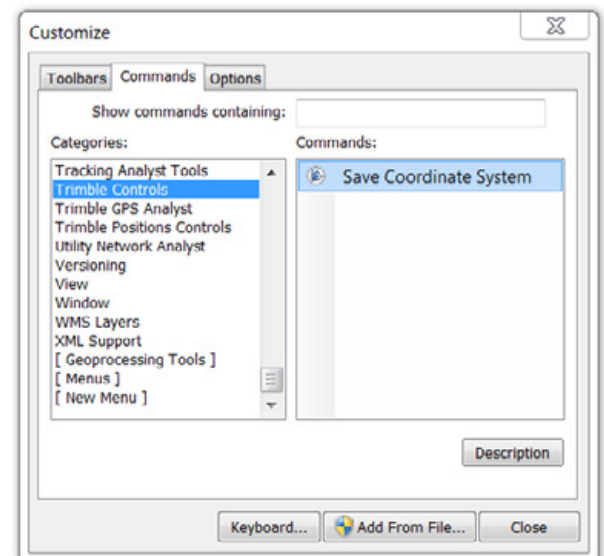 Customize
Toolbars Commands Options
Show commands containing:
Categories:
Commands:
Tracking Analyst Tools
Trimble Controls
Trimble GPS Analyst
Trimble Positions Controls
Utility Network Analyst
Versioning
View
Window
WMS Layers
XML Support
[ Geoprocessing Tools ]
[ Menus ]
[ New Menu ]
Save Coordinate System
Description
Keyboard... Add From File... Close